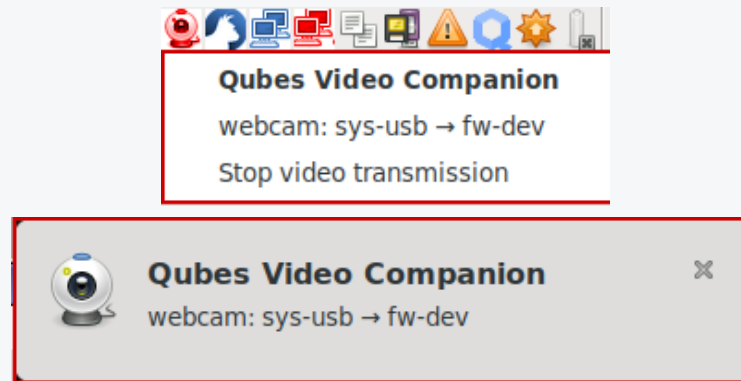 Qubes Video Companion
webcam: sys-usb → fw-dev
Stop video transmission
Qubes Video Companion
webcam: sys-usb → fw-dev